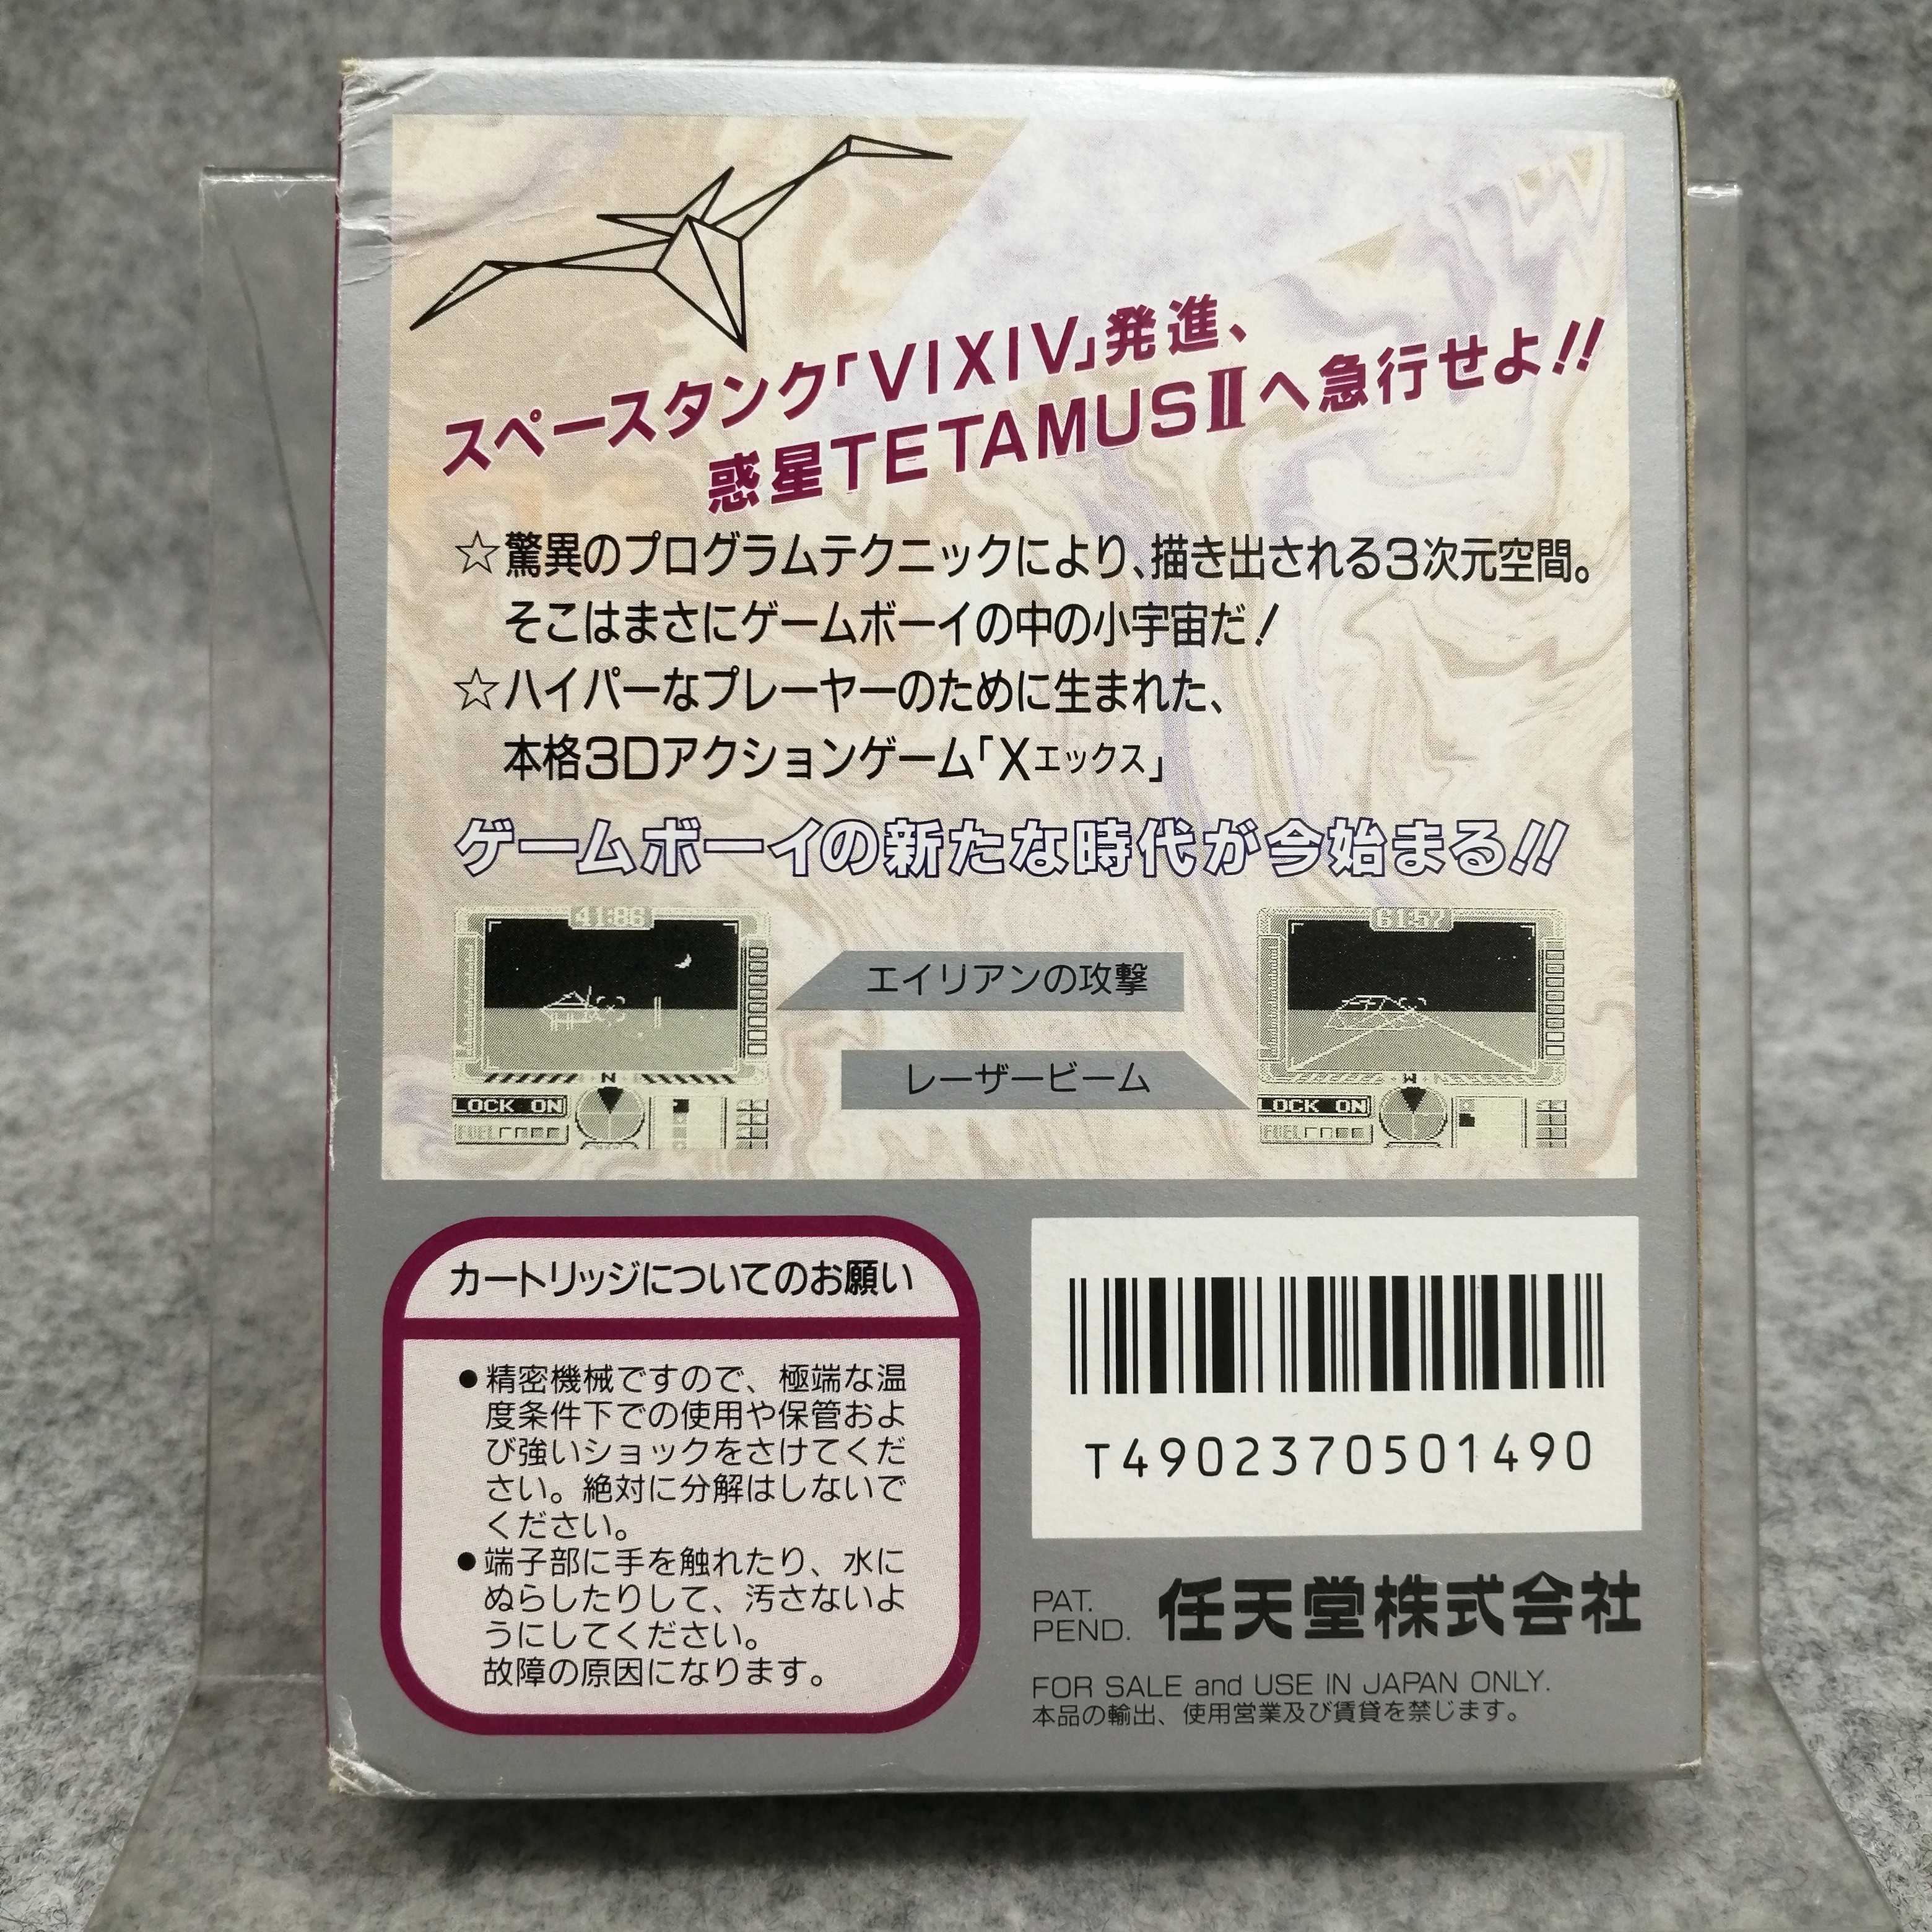 スペースタンク「VIXIV」発進、
惑星TETAMUSⅡへ急行せよ!!
☆驚異のプログラムテクニックにより、描き出される3次元空間。
そこはまさにゲームボーイの中の小宇宙だ!
☆ハイパーなプレーヤーのために生まれた、
本格3Dアクションゲーム「Xエックス」
ゲームボーイの新たな時代が今始まる!!
41:86
61:57
エイリアンの攻撃
レーザービーム
N
W
LOCK ON
LOCK ON
FUEL
FUEL
カートリッジについてのお願い
●精密機械ですので、極端な温
度条件下での使用や保管およ
び強いショックをさけてくだ
さい。絶対に分解はしないで
ください。
●端子部に手を触れたり、水に
ぬらしたりして、汚さないよ
うにしてください。
故障の原因になります。
T4902370501490
PAT.
PEND.
任天堂株式会社
FOR SALE and USE IN JAPAN ONLY.
本品の輸出、使用営業及び賃貸を禁じます。